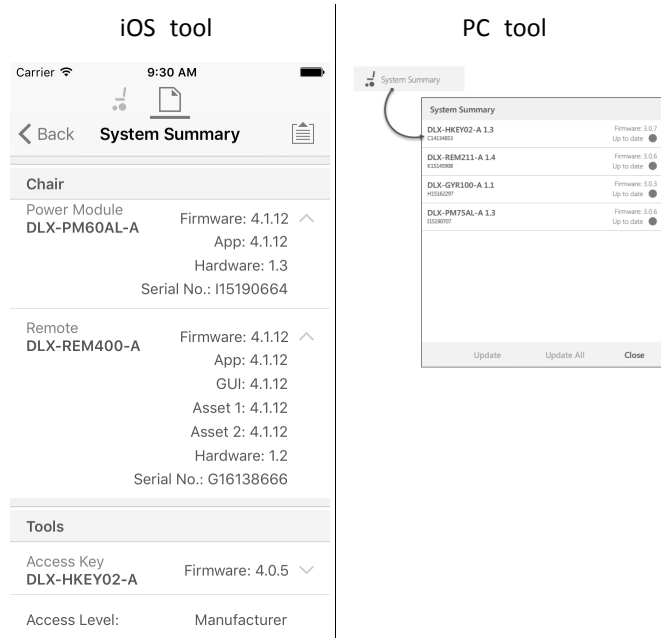 iOS tool
Carrier
9:30 AM
Back
System Summary
Chair
Power Module
DLX-PM60AL-A
Firmware: 4.1.12
App: 4.1.12
Hardware: 1.3
Serial No.: I15190664
Remote
DLX-REM400-A
Firmware: 4.1.12
App: 4.1.12
GUI: 4.1.12
Asset 1: 4.1.12
Asset 2: 4.1.12
Hardware: 1.2
Serial No.: G16138666
Tools
Access Key
DLX-HKEY02-A
Firmware: 4.0.5
Access Level: Manufacturer
PC tool
System Summary
System Summary
DLX-HKEY02-A 1.3
C14134853
Firmware: 3.0.7
Up to date
DLX-REM211-A 1.4
K15145908
Firmware: 3.0.6
Up to date
DLX-GYR100-A 1.1
H15162297
Firmware: 3.0.3
Up to date
DLX-PM75AL-A 1.3
I15190707
Firmware: 3.0.6
Up to date
Update
Update All
Close